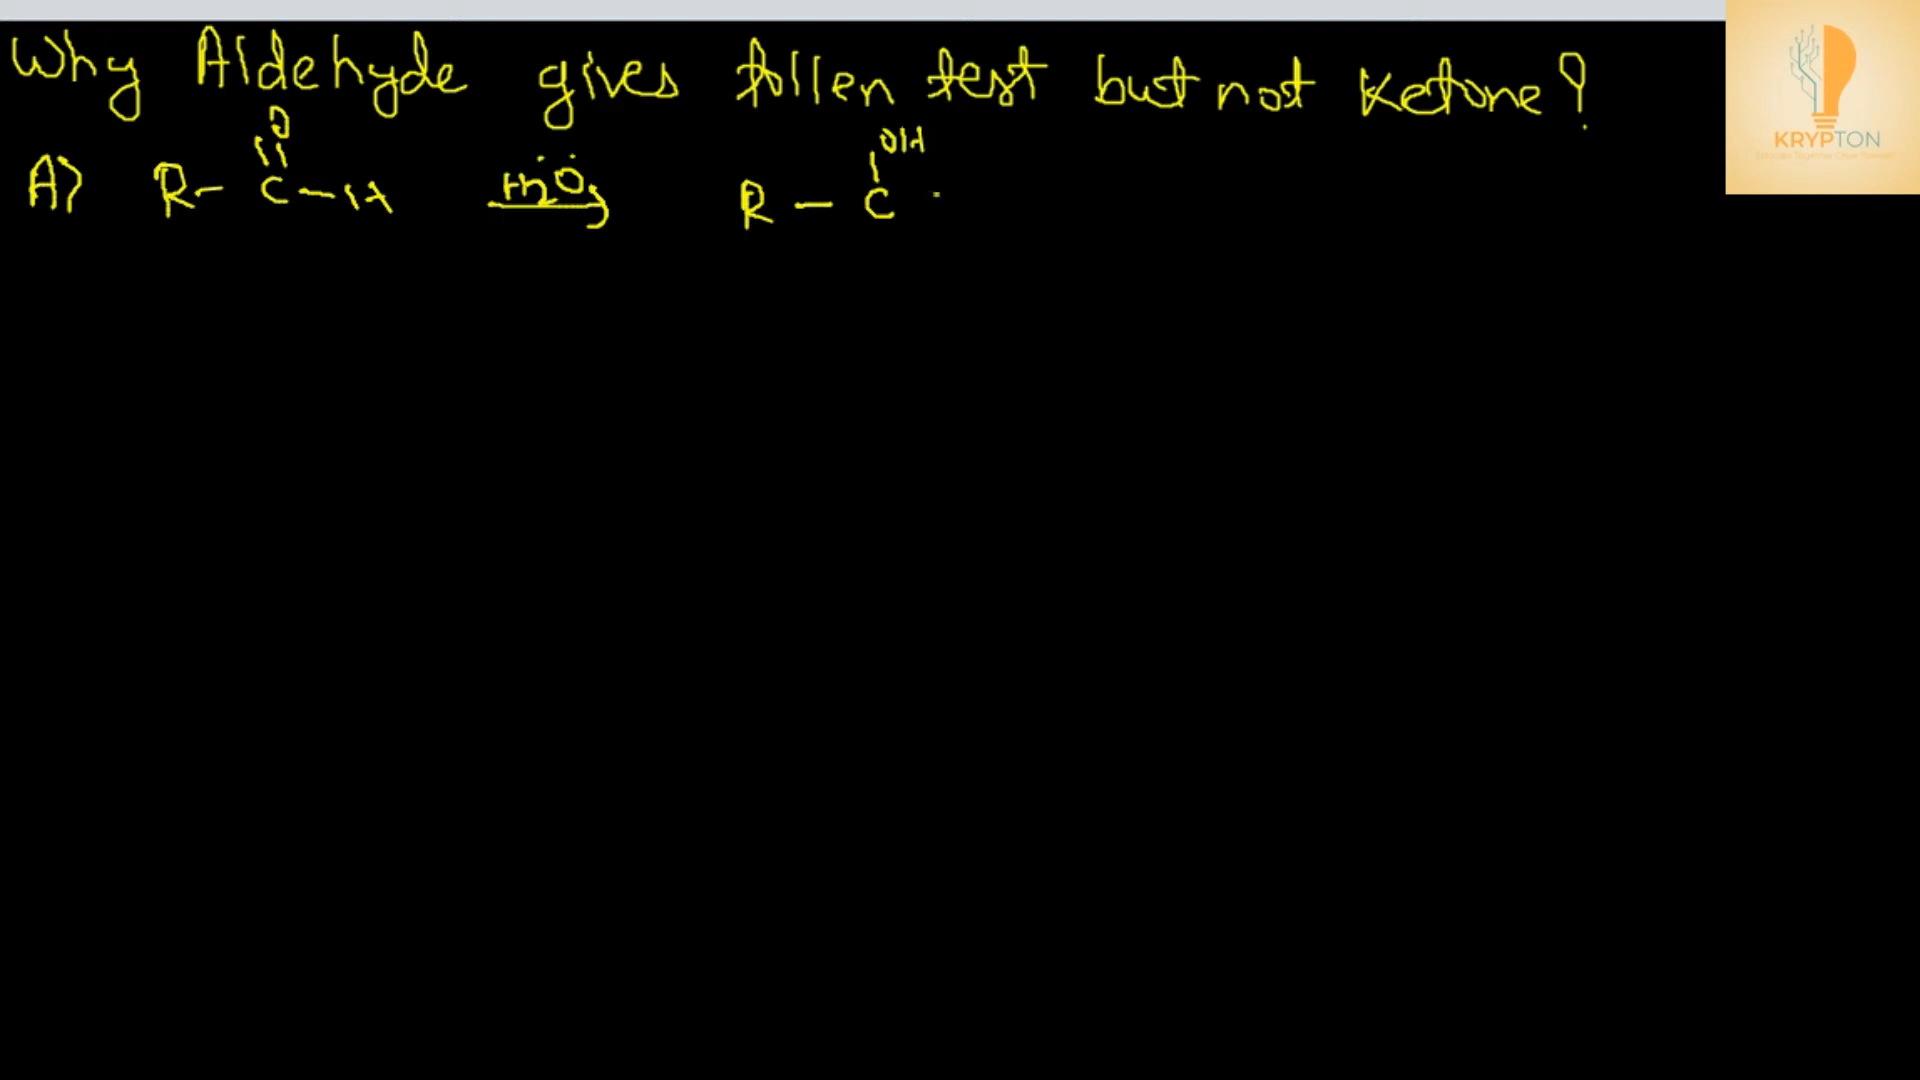 Why Aldehyde gives tollen test but not Ketone?
O
A) R - C - H H2O R - C
OH
KRYPTON